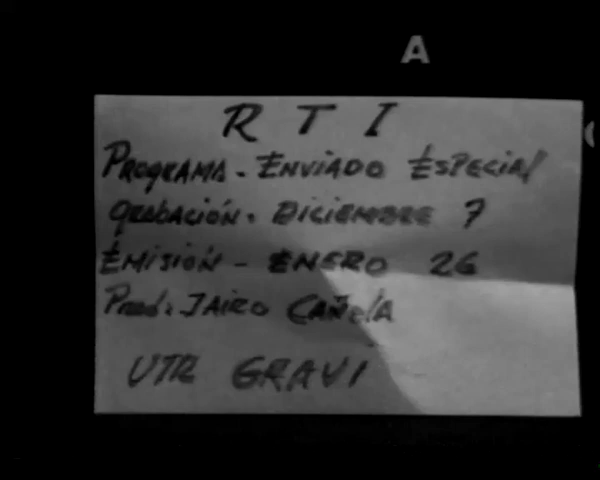 A
R T I
PROGRAMA - ENVIADO ESPECIAL
GRABACIÓN. DICIEMBRE 7
EMISIÓN - ENERO 26
Prod: JAIRO CAÑOLA
VTR GRAVI